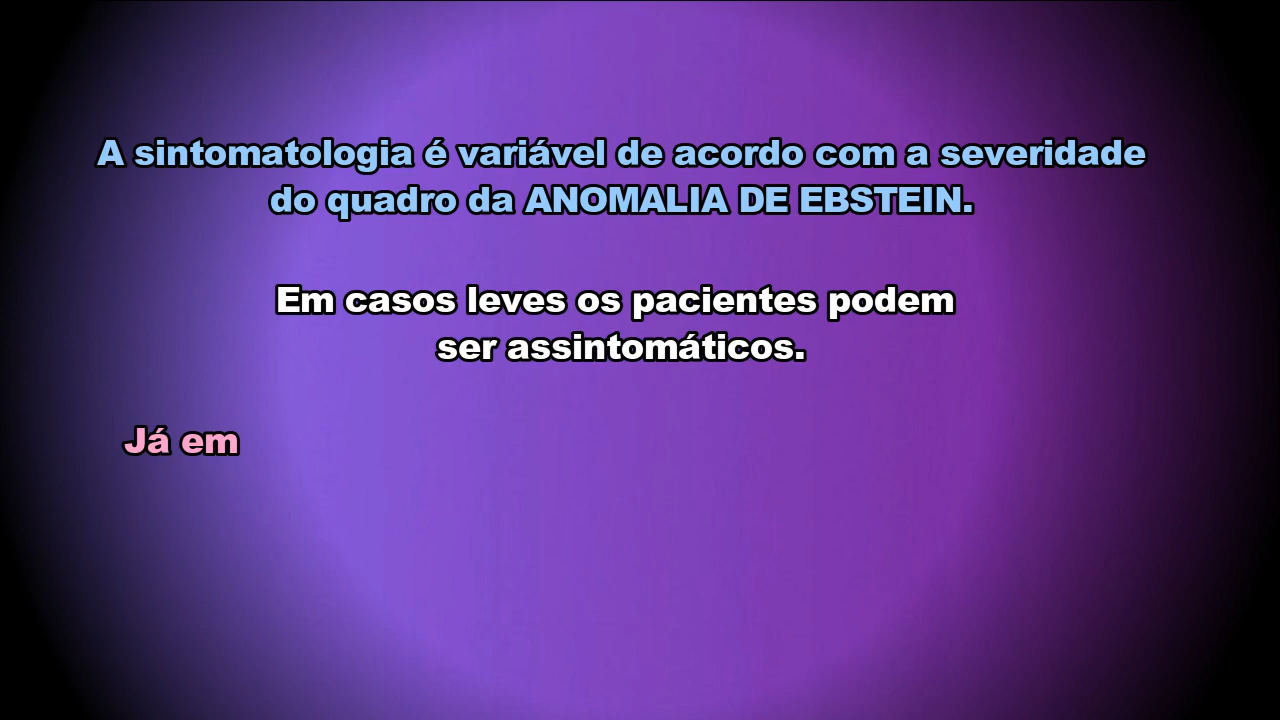 A sintomatologia é variável de acordo com a severidade
do quadro da ANOMALIA DE EBSTEIN.
Em casos leves os pacientes podem
ser assintomáticos.
Já em